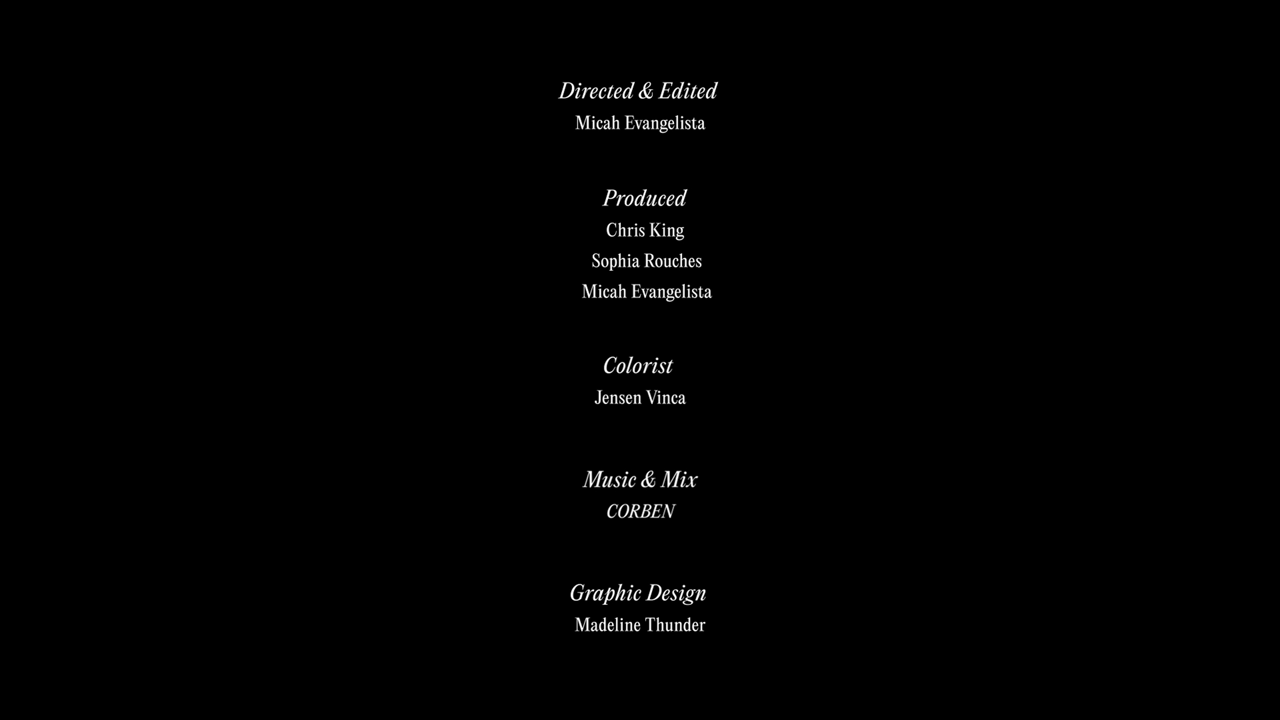 Directed & Edited
Micah Evangelista
Produced
Chris King
Sophia Rouches
Micah Evangelista
Colorist
Jensen Vinca
Music & Mix
CORBEN
Graphic Design
Madeline Thunder